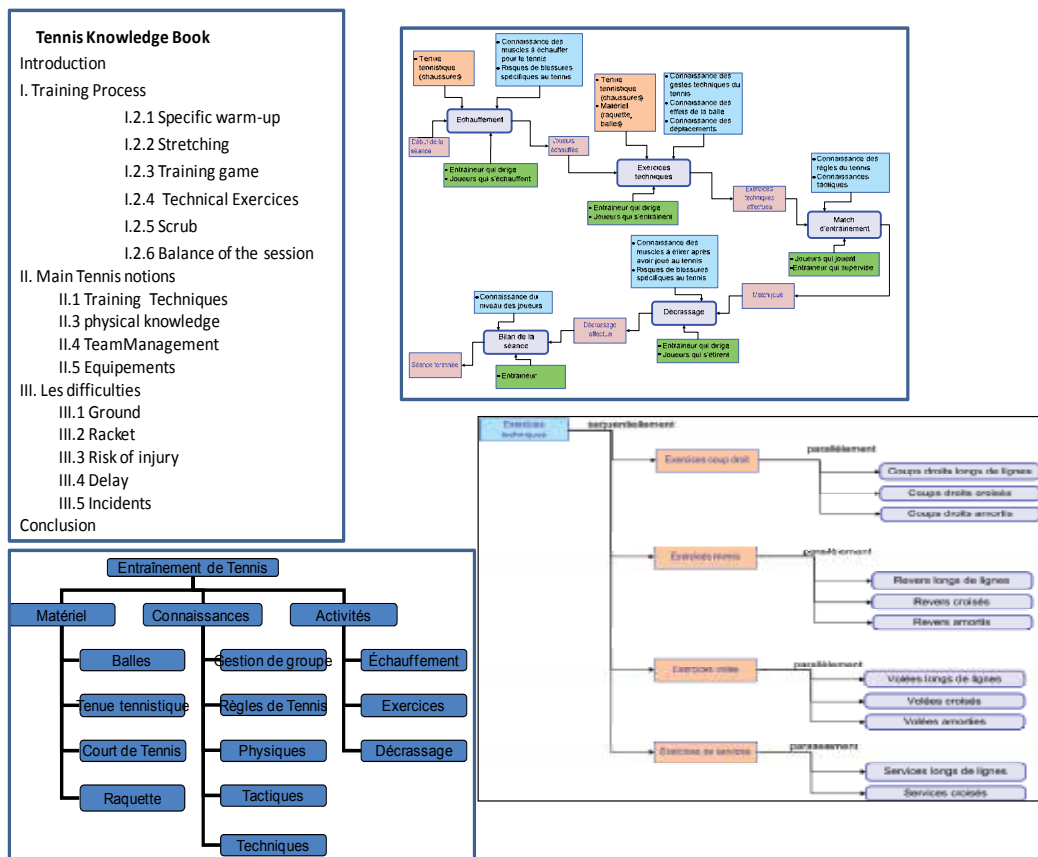 Tennis Knowledge Book
Introduction
I. Training Process
I.2.1 Specific warm-up
I.2.2 Stretching
I.2.3 Training game
I.2.4 Technical Exercises
I.2.5 Scrub
I.2.6 Balance of the session
II. Main Tennis notions
II.1 Training Techniques
II.3 physical knowledge
II.4 TeamManagement
II.5 Equipements
III. Les difficulties
III.1 Ground
III.2 Racket
III.3 Risk of injury
III.4 Delay
III.5 Incidents
Conclusion
• Tenue
tennistique
(chaussures)
• Connaissance des
muscles à échauffer
pour le tennis
• Risques de blessures
spécifiques au tennis
Echauffement
Début de la
séance
• Entraîneur qui dirige
• Joueurs qui s'échauffent
Joueurs
échauffés
• Tenue
tennistique
(chaussures)
• Matériel
(raquette,
balles)
• Connaissance des
gestes techniques du
tennis
• Connaissance des
effets de la balle
• Connaissance des
déplacements.
Exercices
techniques
• Entraîneur qui dirige
• Joueurs qui s'entraînent
Exercices
techniques
effectués
• Connaissance des
règles du tennis
• Connaissances
tactiques
Match
d'entraînement
• Joueurs qui jouent
• Entraîneur qui supervise
Match joué
• Connaissance des
muscles à étirer après
avoir joué au tennis
• Risques de blessures
spécifiques au tennis
Décrassage
• Entraîneur qui dirige
• Joueurs qui s'étirent
Décrassage
effectué
• Connaissance du
niveau des joueurs
Bilan de la
séance
• Entraîneur
Séance terminée
Exercices
techniques
séquentiellement
Exercices coup droit
parallèlement
Coups droits longs de lignes
Coups droits croisés
Coups droits amortis
Exercices revers
parallèlement
Revers longs de lignes
Revers croisés
Revers amortis
Exercices volée
parallèlement
Volées longs de lignes
Volées croisés
Volées amorties
Exercices de services
parallèlement
Services longs de lignes
Services croisés
Entraînement de Tennis
Matériel
Connaissances
Activités
Balles
Gestion de groupe
Échauffement
Tenue tennistique
Règles de Tennis
Exercices
Court de Tennis
Physiques
Décrassage
Raquette
Tactiques
Techniques